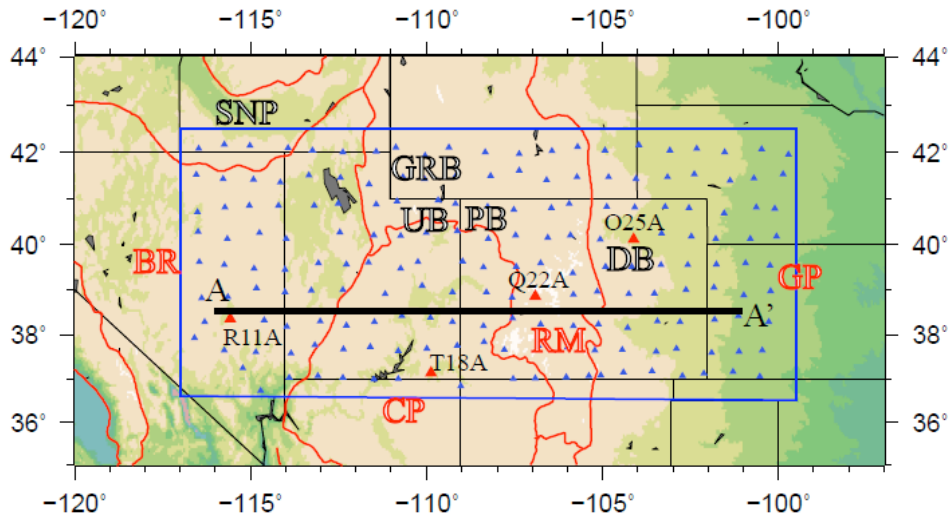 −120° −115° −110° −105° −100°
44° 44°
SNP
42° 42°
GRB
UB PB O25A
40° 40°
BR DB GP
Q22A
A A'
38° 38°
R11A RM
T18A
CP
36° 36°
−120° −115° −110° −105° −100°